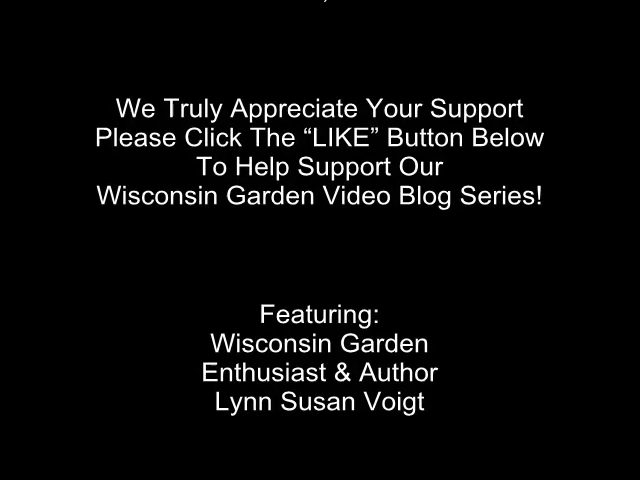 We Truly Appreciate Your Support
Please Click The “LIKE” Button Below
To Help Support Our
Wisconsin Garden Video Blog Series!
Featuring:
Wisconsin Garden
Enthusiast & Author
Lynn Susan Voigt